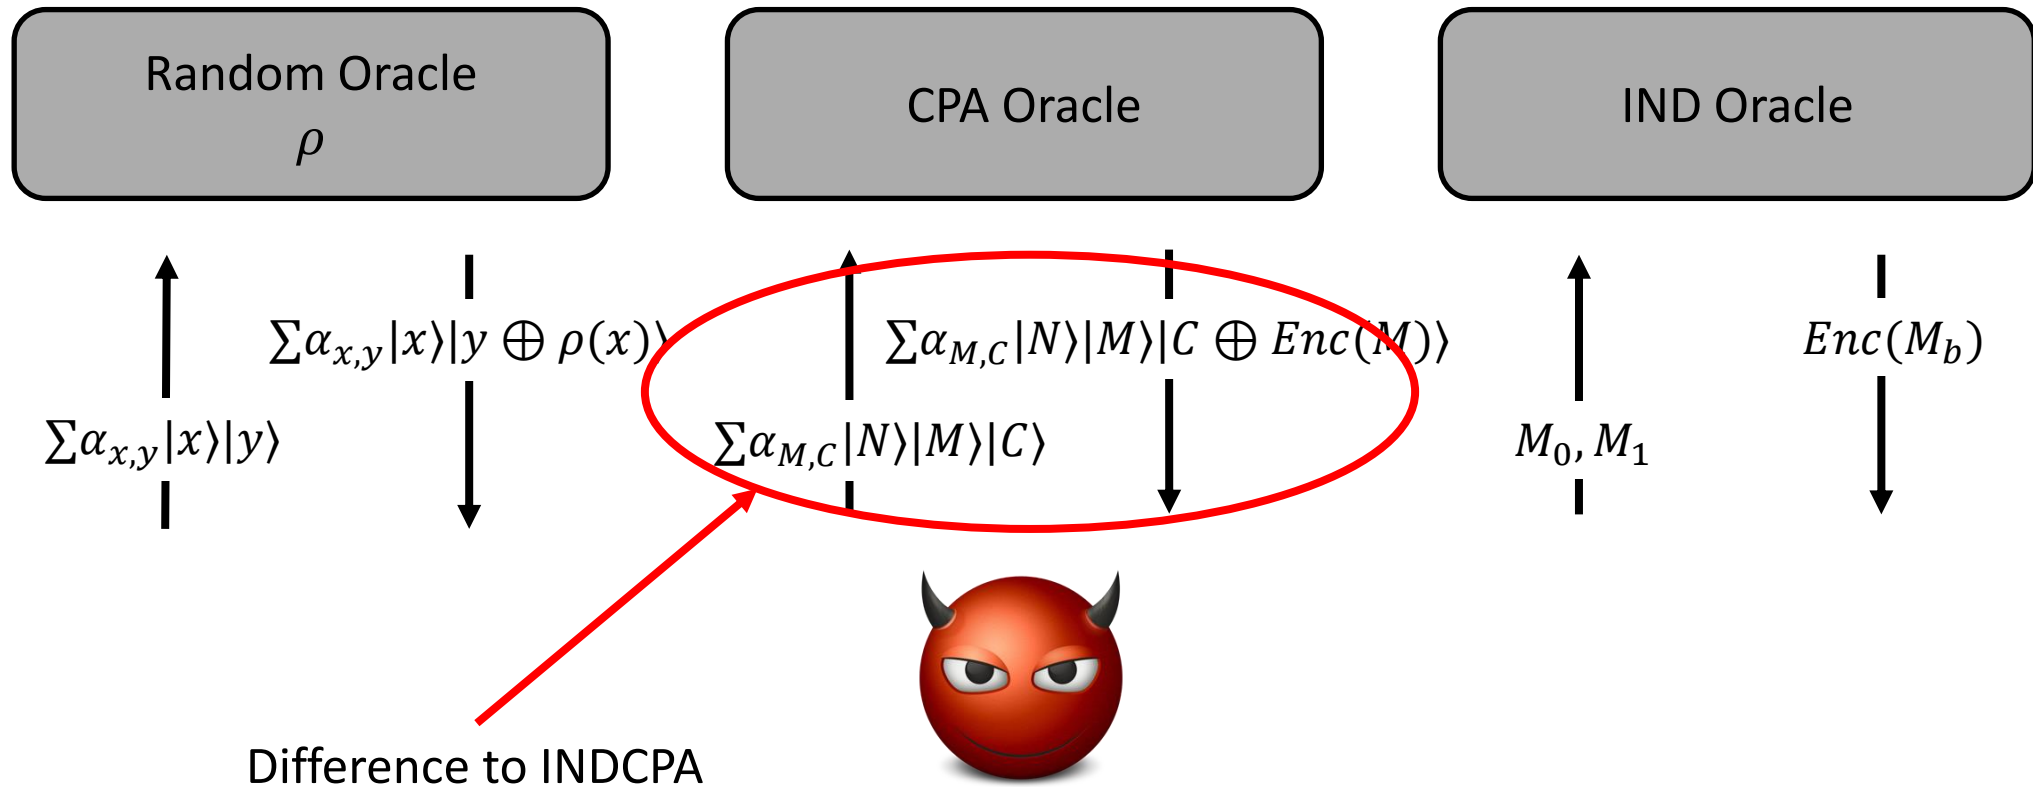 Random Oracle
ρ
CPA Oracle
IND Oracle
∑α_{x,y}|x⟩|y ⊕ ρ(x)⟩
∑α_{x,y}|x⟩|y⟩
∑α_{M,C}|N⟩|M⟩|C ⊕ Enc(M)⟩
∑α_{M,C}|N⟩|M⟩|C⟩
Enc(M_b)
M_0, M_1
Difference to INDCPA